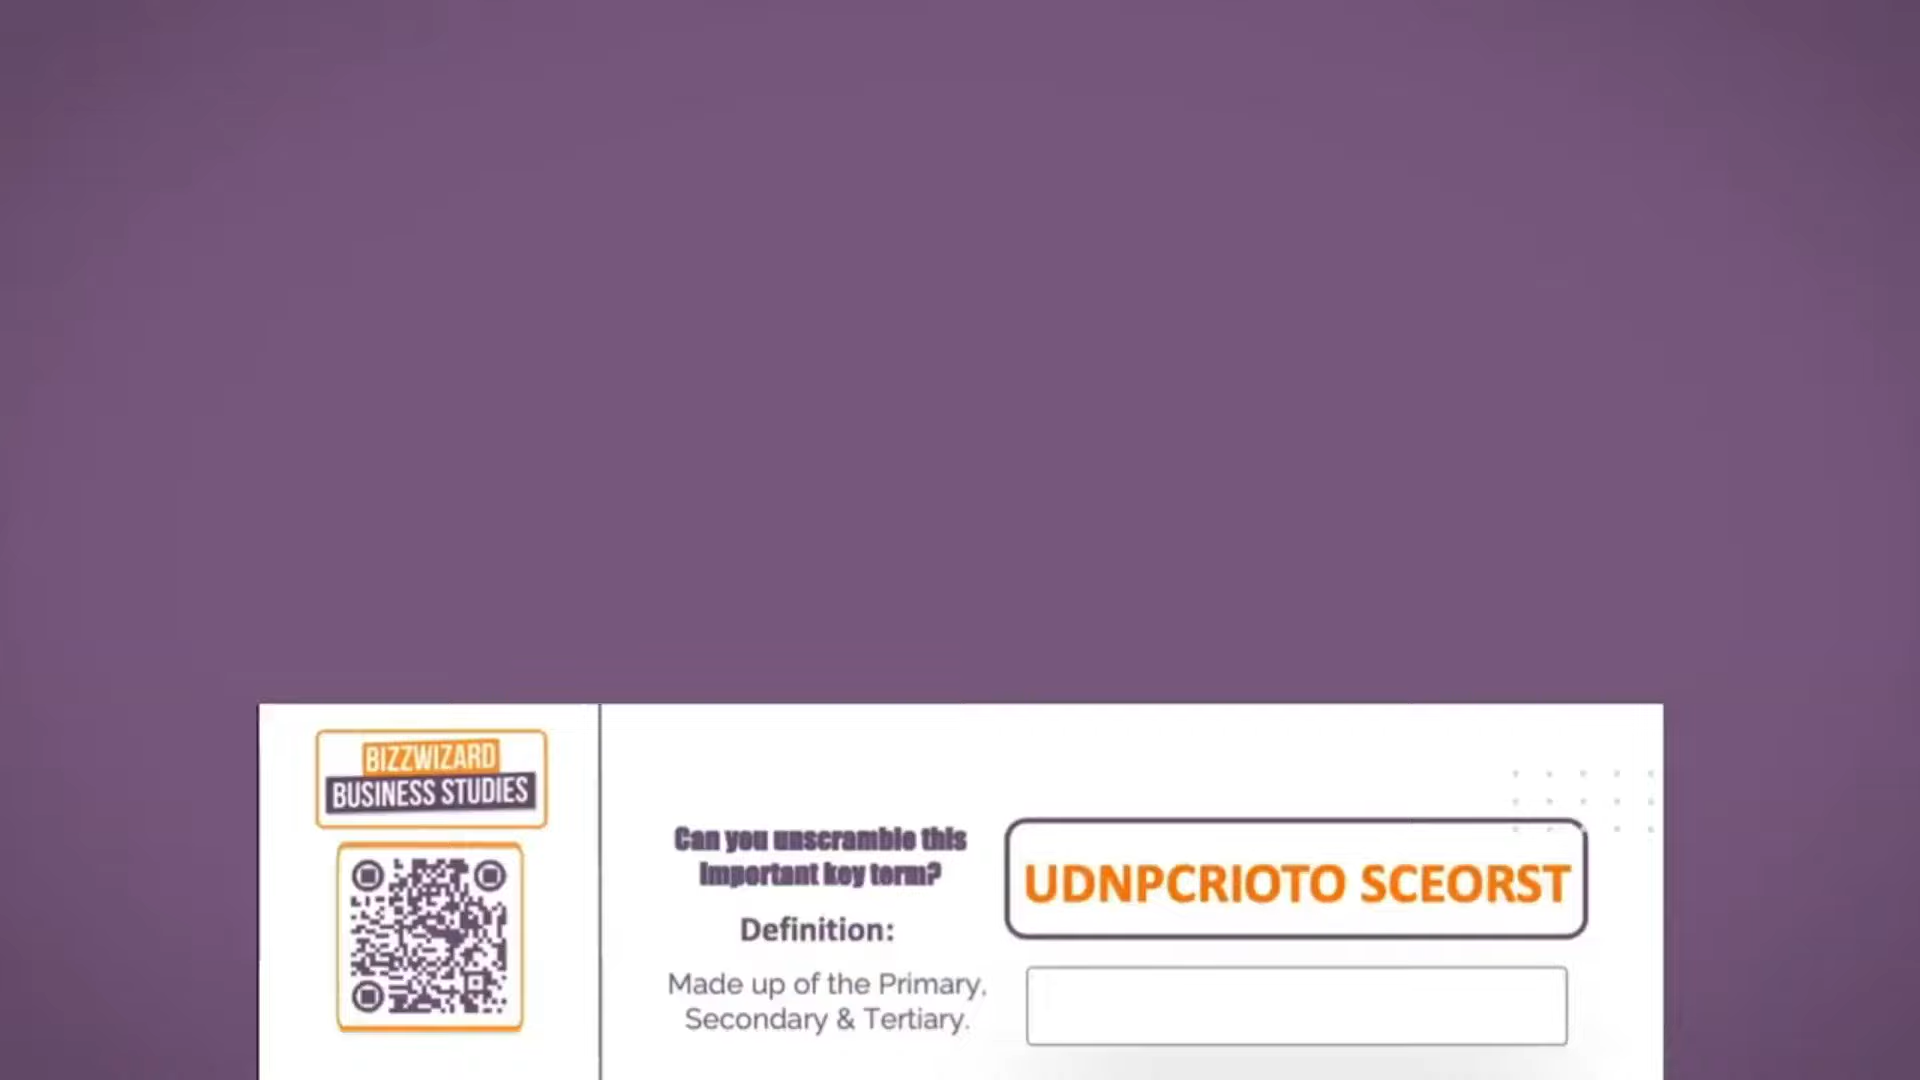 BIZZWIZARD
BUSINESS STUDIES
Can you unscramble this
important key term?
Definition:
Made up of the Primary,
Secondary & Tertiary.
UDNPCRIOTO SCEORST